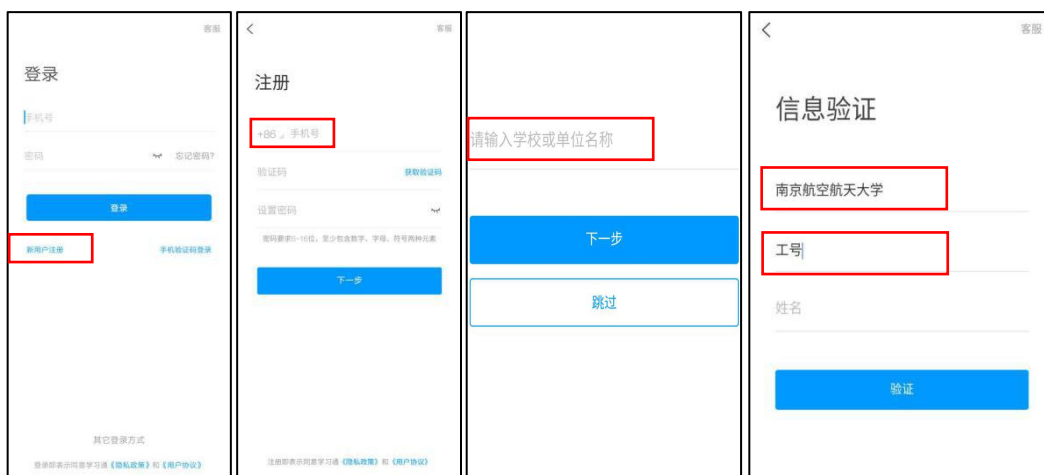 客服
登录
手机号
密码
忘记密码?
登录
新用户注册
手机验证码登录
其它登录方式
登录即表示同意学习通《隐私政策》和《用户协议》
客服
注册
+86 手机号
验证码
获取验证码
设置密码
密码要求8-16位，至少包含数字、字母、符号两种元素
下一步
注册即表示同意学习通《隐私政策》和《用户协议》
请输入学校或单位名称
下一步
跳过
客服
信息验证
南京航空航天大学
工号
姓名
验证